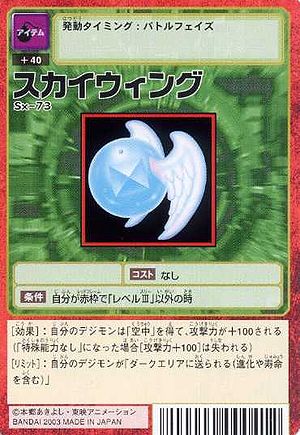 アイテム
発動タイミング：バトルフェイズ
＋40
スカイウィング
Sx-73
コスト なし
条件 自分が赤枠で「レベルⅢ」以外の時
［効果］：自分のデジモンは「空中」を得て、攻撃力が＋100される
（「特殊能力なし」になった場合［攻撃力＋100］は失われる）
［リミット］：自分のデジモンが「ダークエリアに送られる（進化や寿命
を含む）」
©本郷あきよし・東映アニメーション
BANDAI 2003 MADE IN JAPAN